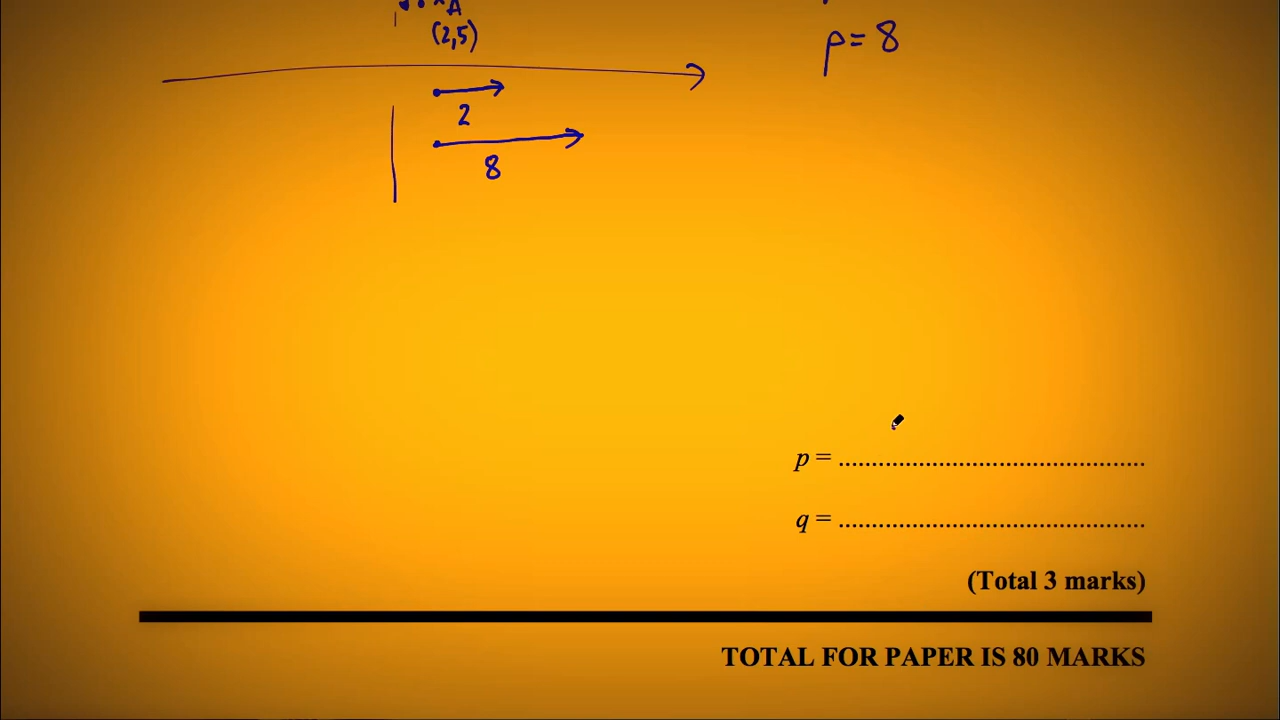 A
(2,5)
p = 8
2
8
p = ..............................................
q = ..............................................
(Total 3 marks)
TOTAL FOR PAPER IS 80 MARKS